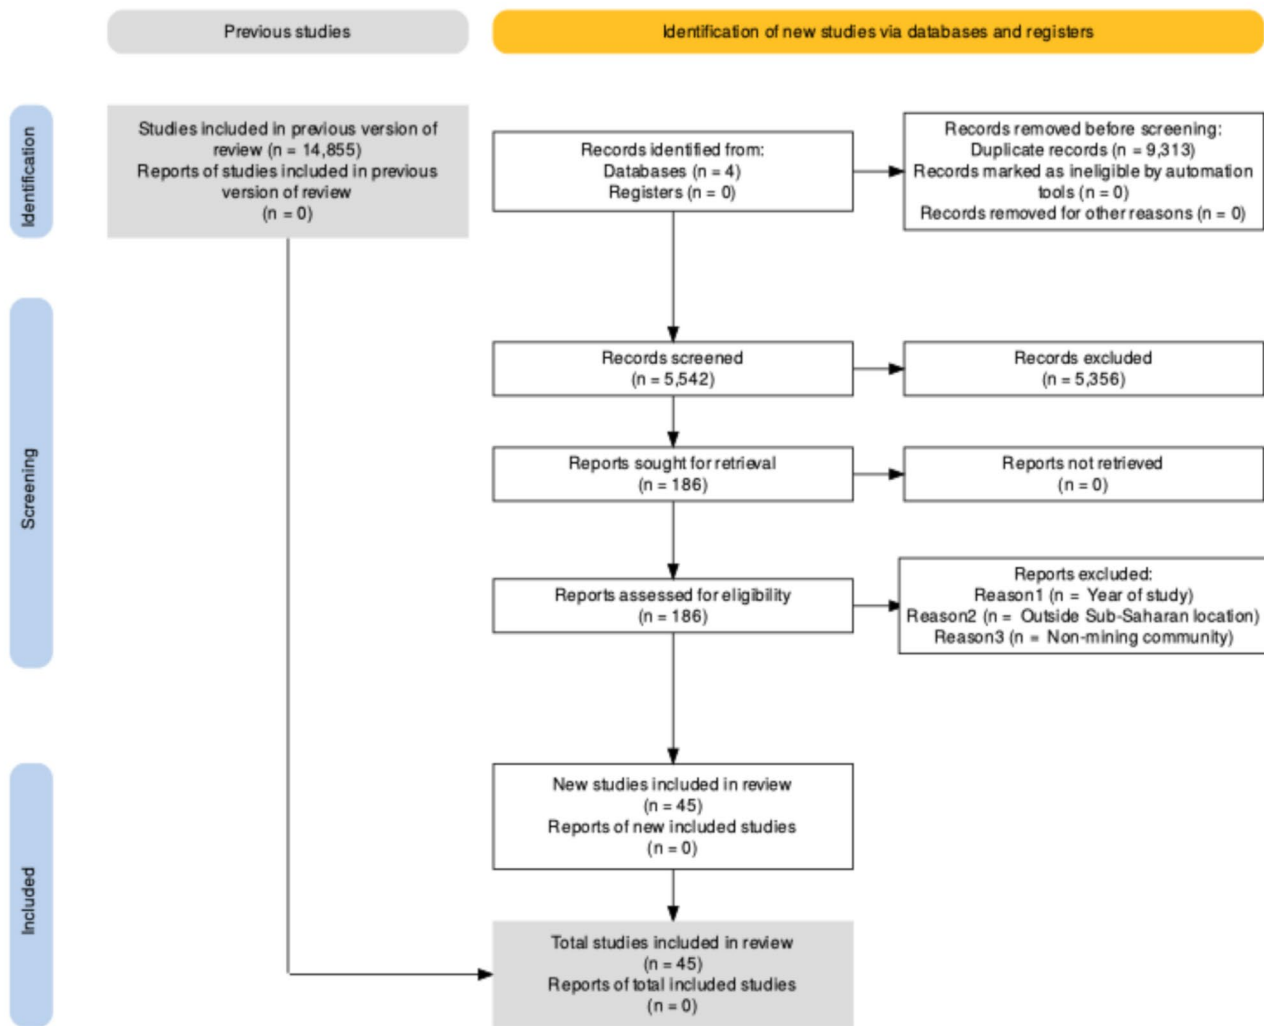 Previous studies
Identification of new studies via databases and registers
Identification
Studies included in previous version of
review (n = 14,855)
Reports of studies included in previous
version of review
(n = 0)
Records identified from:
Databases (n = 4)
Registers (n = 0)
Records removed before screening:
Duplicate records (n = 9,313)
Records marked as ineligible by automation
tools (n = 0)
Records removed for other reasons (n = 0)
Screening
Records screened
(n = 5,542)
Records excluded
(n = 5,356)
Reports sought for retrieval
(n = 186)
Reports not retrieved
(n = 0)
Reports assessed for eligibility
(n = 186)
Reports excluded:
Reason1 (n = Year of study)
Reason2 (n = Outside Sub-Saharan location)
Reason3 (n = Non-mining community)
Included
New studies included in review
(n = 45)
Reports of new included studies
(n = 0)
Total studies included in review
(n = 45)
Reports of total included studies
(n = 0)